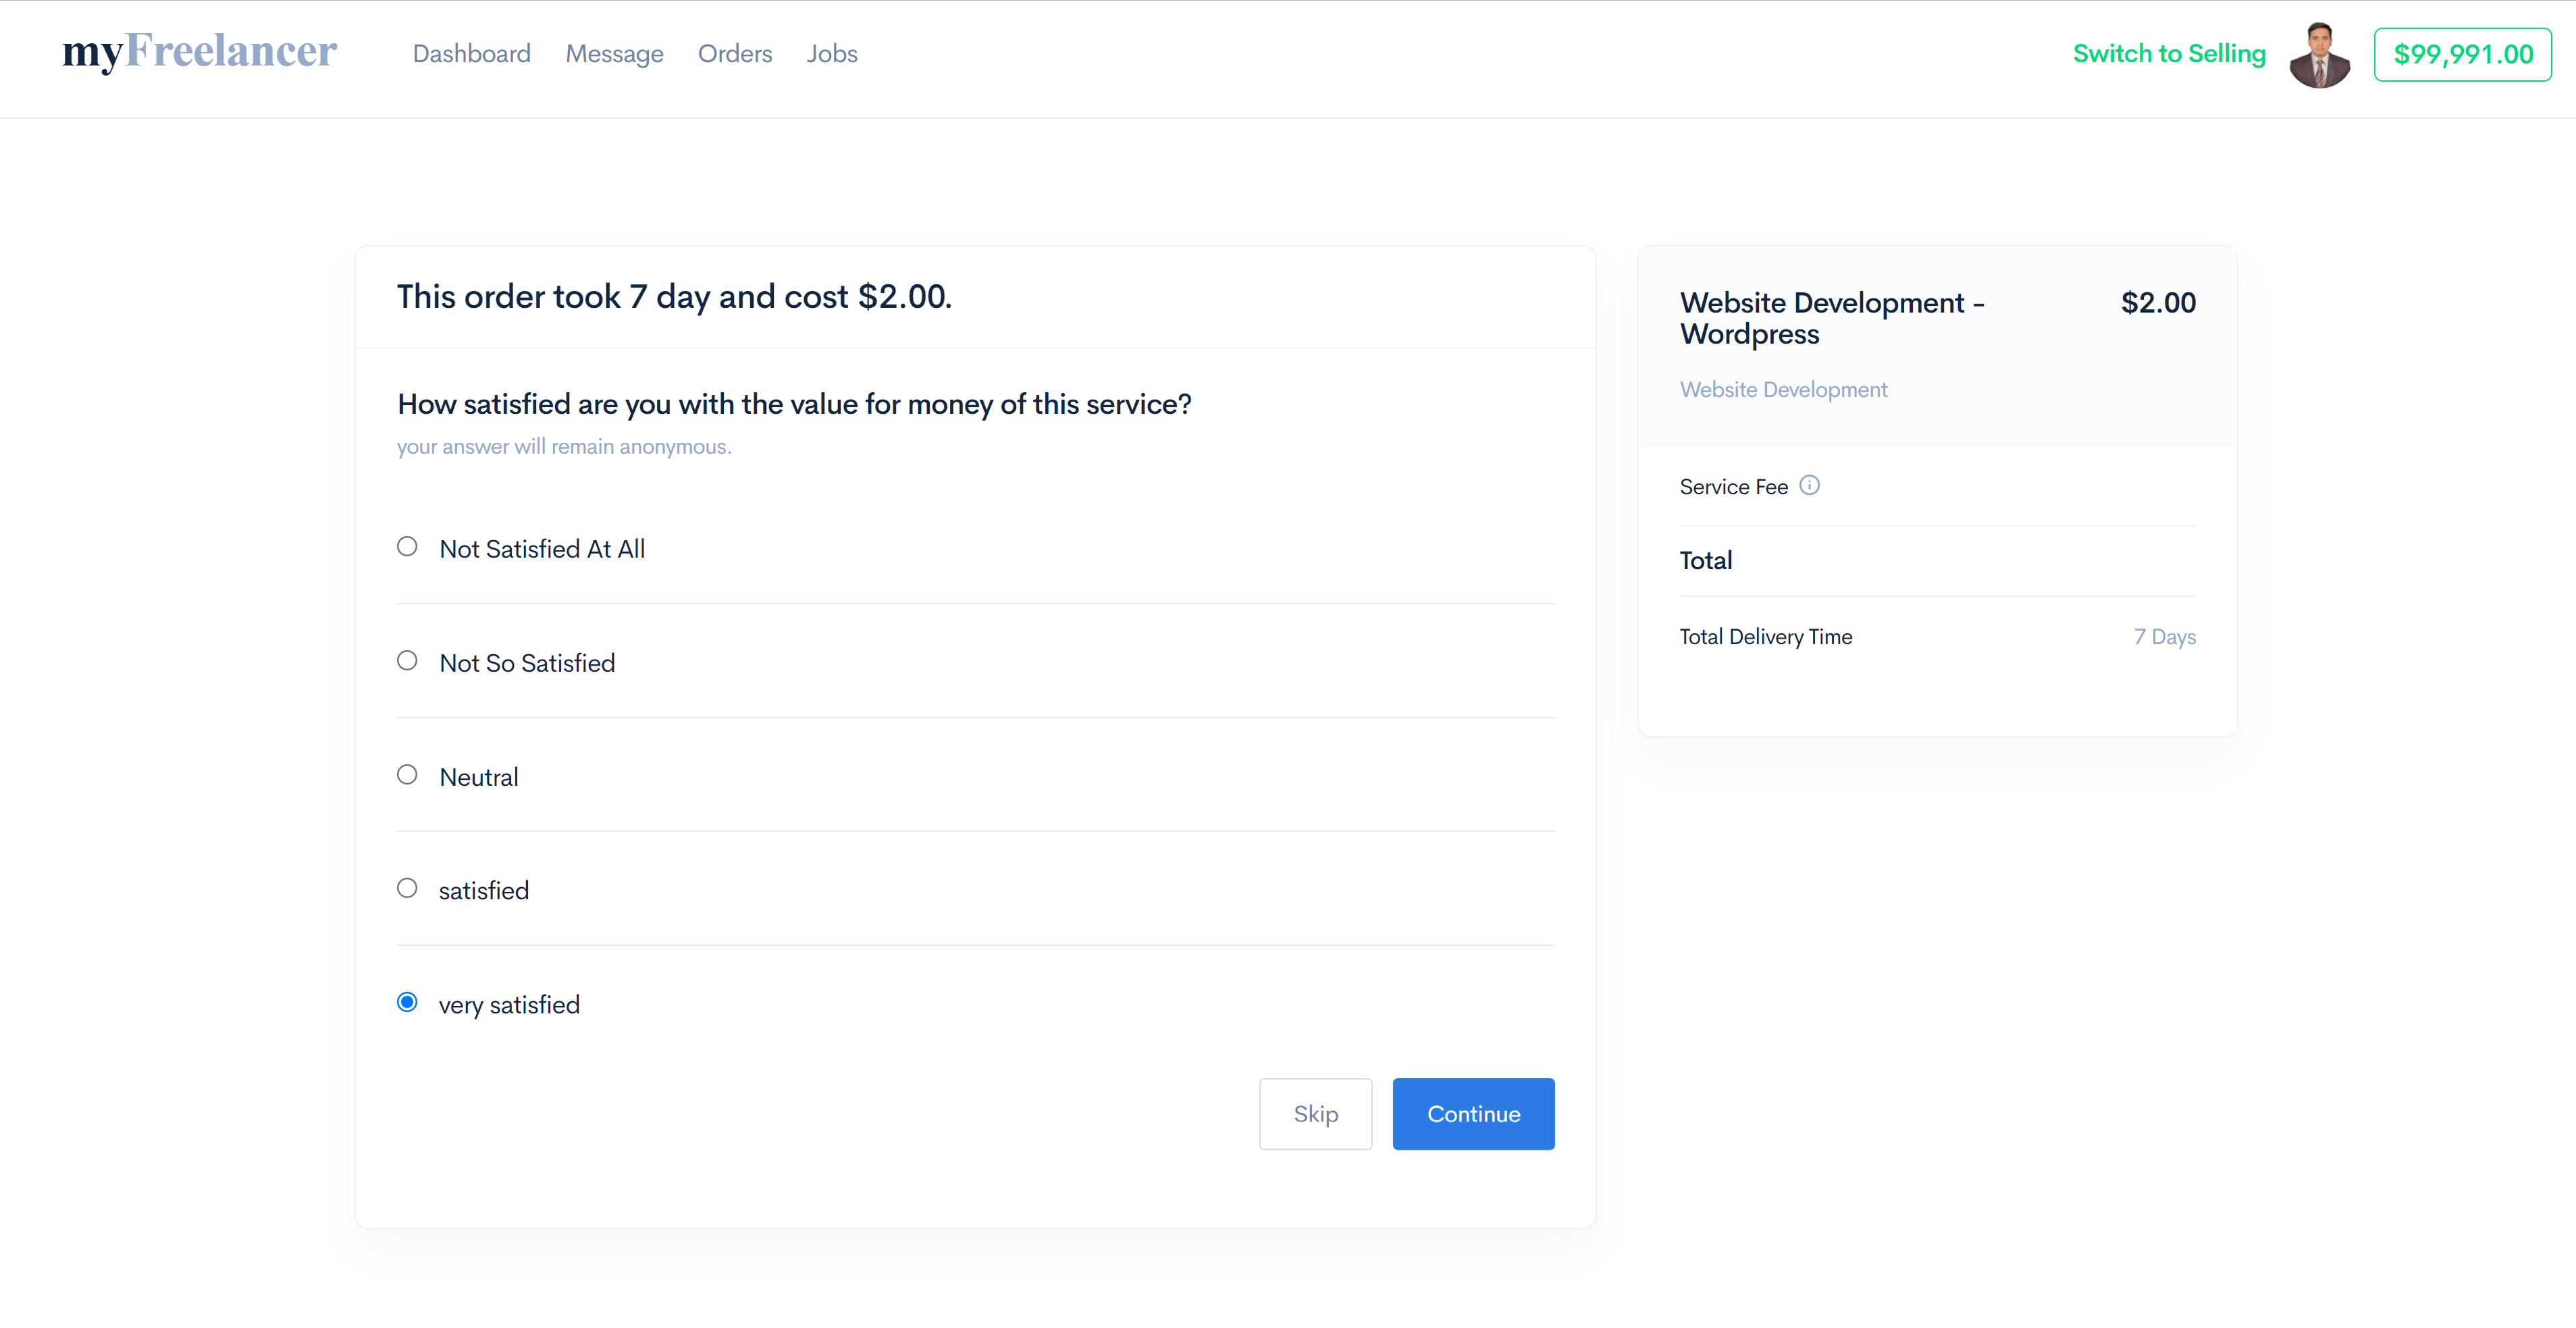 myFreelancer
Dashboard Message Orders Jobs
Switch to Selling
$99,991.00
This order took 7 day and cost $2.00.
How satisfied are you with the value for money of this service?
your answer will remain anonymous.
Not Satisfied At All
Not So Satisfied
Neutral
satisfied
very satisfied
Skip
Continue
Website Development -
Wordpress
$2.00
Website Development
Service Fee
Total
Total Delivery Time
7 Days